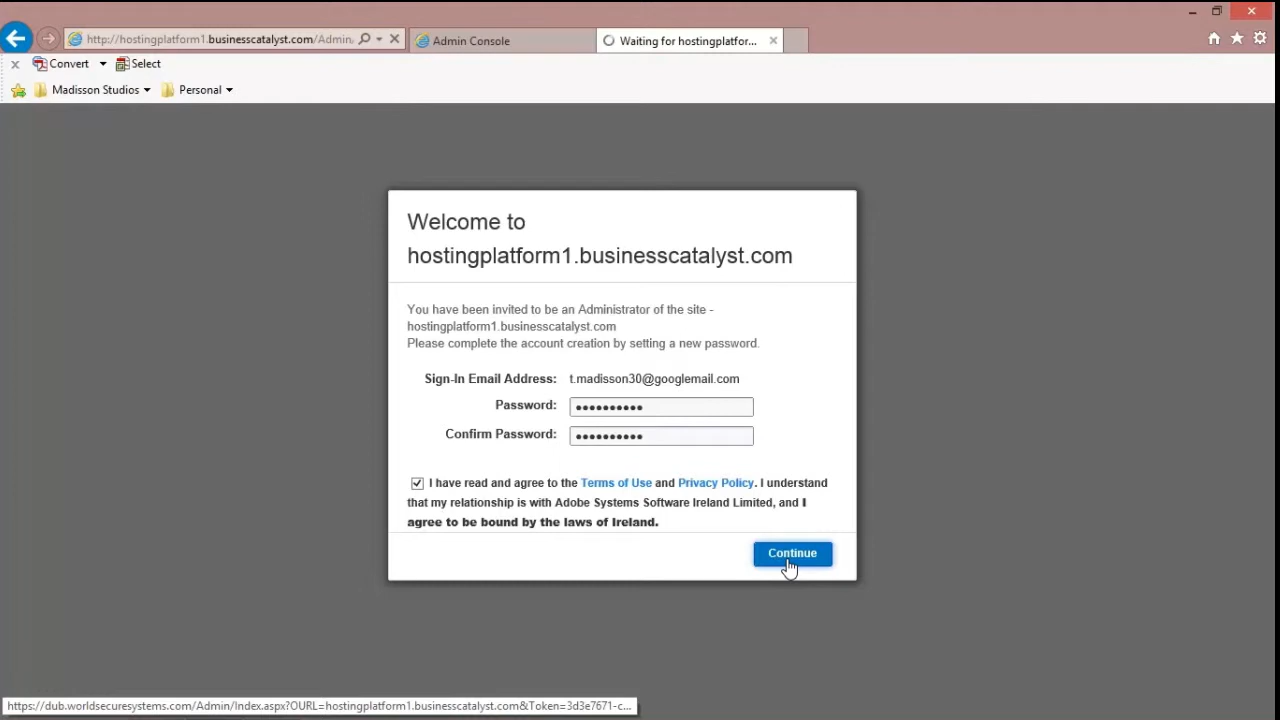 http://hostingplatform1.businesscatalyst.com/Admin/
Admin Console
Waiting for hostingplatfor...
Convert
Select
Madisson Studios
Personal
Welcome to
hostingplatform1.businesscatalyst.com
You have been invited to be an Administrator of the site -
hostingplatform1.businesscatalyst.com
Please complete the account creation by setting a new password.
Sign-In Email Address: t.madisson30@googlemail.com
Password: ●●●●●●●●●●
Confirm Password: ●●●●●●●●●●
I have read and agree to the Terms of Use and Privacy Policy. I understand
that my relationship is with Adobe Systems Software Ireland Limited, and I
agree to be bound by the laws of Ireland.
Continue
https://dub.worldsecuresystems.com/Admin/Index.aspx?OURL=hostingplatform1.businesscatalyst.com&Token=3d3e7671-c...